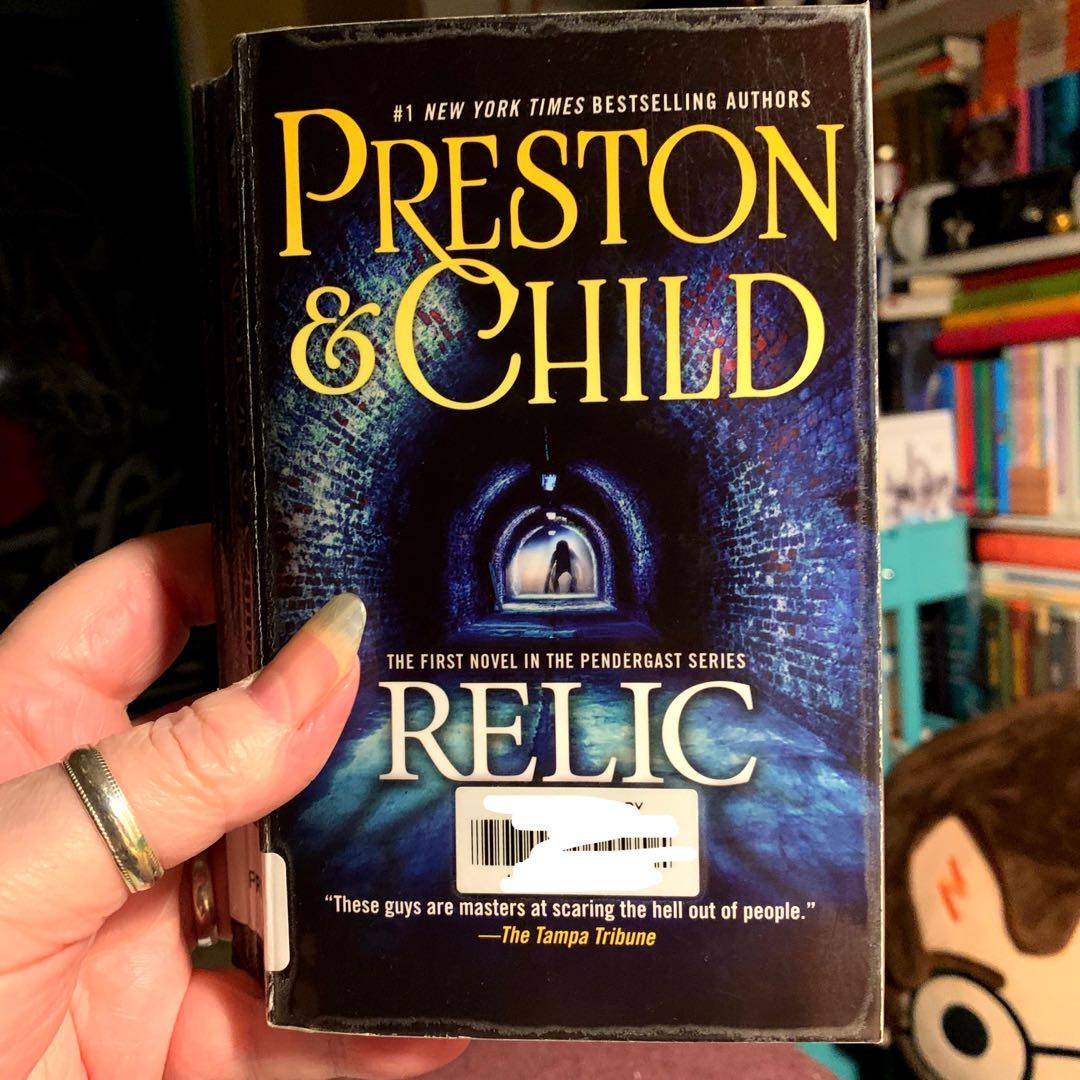 #1 NEW YORK TIMES BESTSELLING AUTHORS
PRESTON
& CHILD
THE FIRST NOVEL IN THE PENDERGAST SERIES
RELIC
“These guys are masters at scaring the hell out of people.”
—The Tampa Tribune